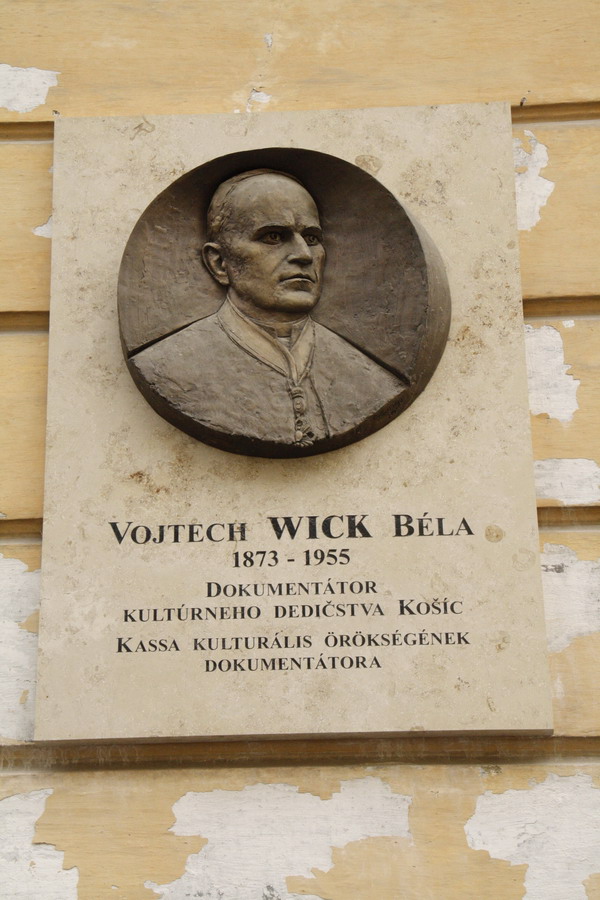 VOJTECH WICK BÉLA
1873 - 1955
DOKUMENTÁTOR
KULTÚRNEHO DEDIČSTVA KOŠÍC
KASSA KULTURÁLIS ÖRÖKSÉGÉNEK
DOKUMENTÁTORA